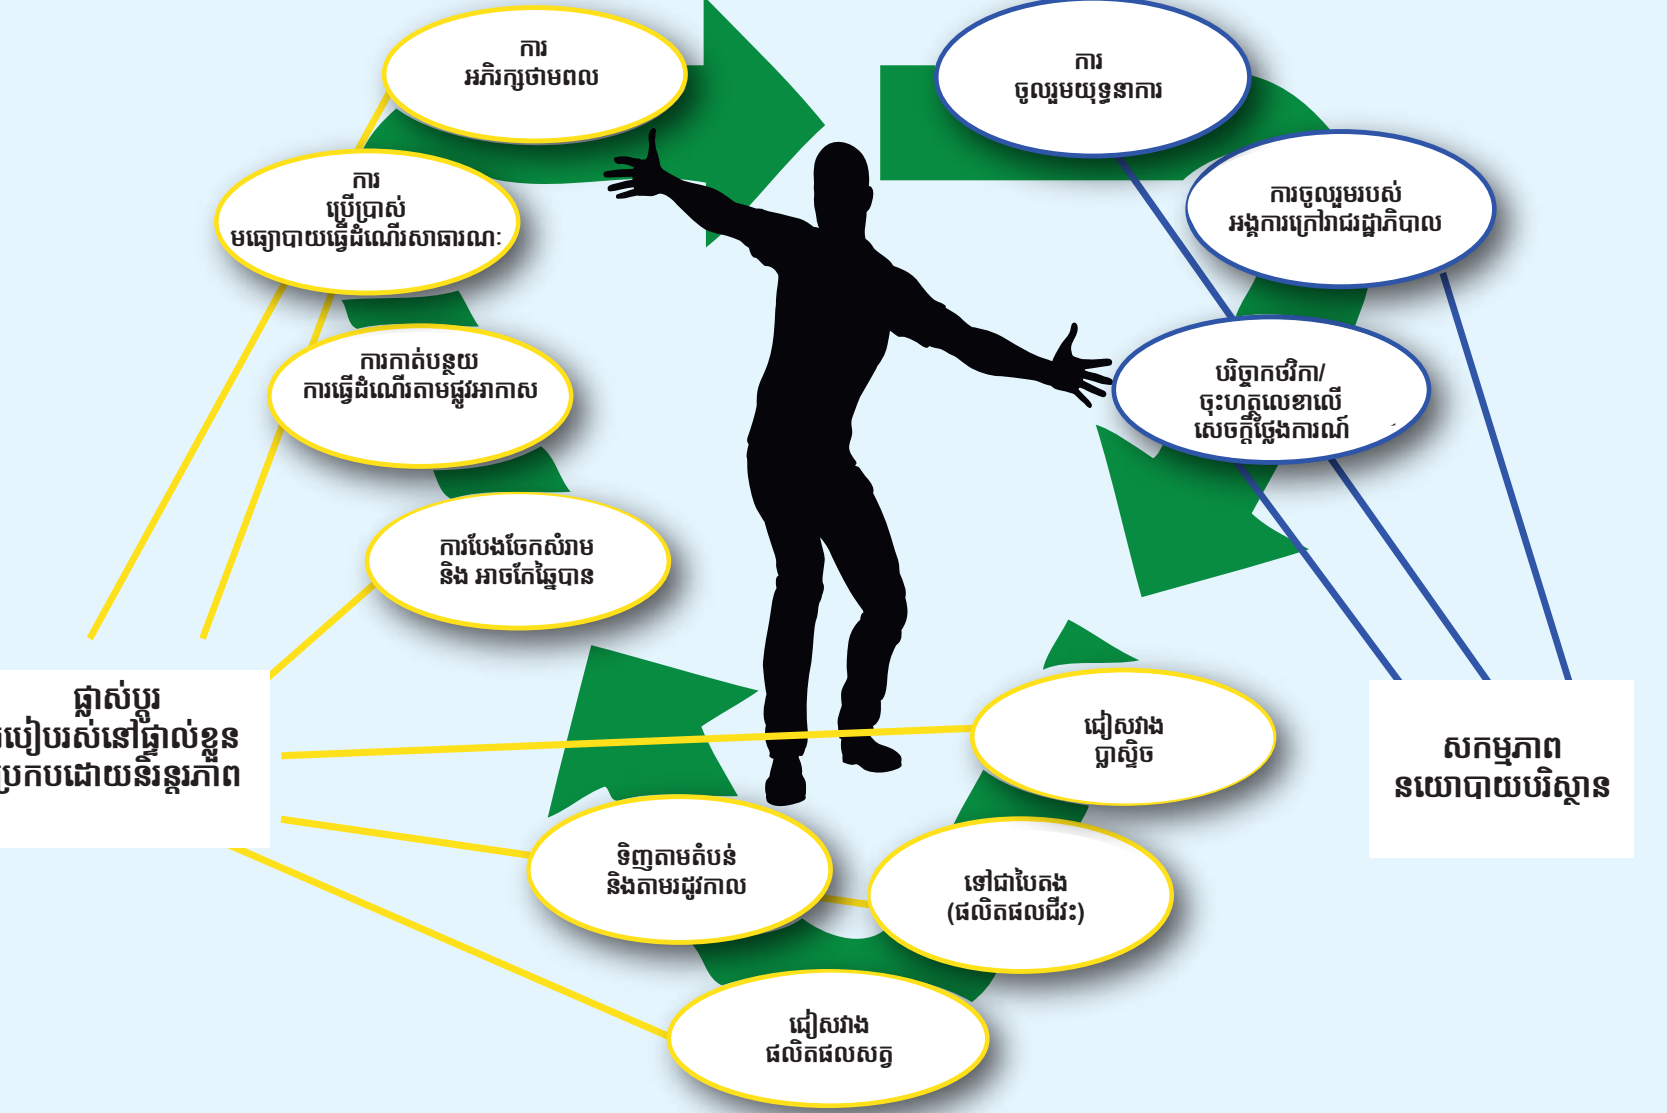 ការ
អភិរក្សថាមពល
ការ
ប្រើប្រាស់
មធ្យោបាយធ្វើដំណើរសាធារណៈ
ការកាត់បន្ថយ
ការធ្វើដំណើរតាមផ្លូវអាកាស
ការបែងចែកសំរាម
និង អាចកែឆ្នៃបាន
ផ្លាស់ប្តូរ
របៀបរស់នៅផ្ទាល់ខ្លួន
ប្រកបដោយនិរន្តរភាព
ទិញតាមតំបន់
និងតាមរដូវកាល
ជៀសវាង
ផលិតផលសត្វ
ទៅជាបៃតង
(ផលិតផលជីវះ)
ជៀសវាង
ប្លាស្ទិច
ការ
ចូលរួមយុទ្ធនាការ
ការចូលរួមរបស់
អង្គការក្រៅរាជរដ្ឋាភិបាល
បរិច្ចាកថវិកា/
ចុះហត្ថលេខាលើ
សេចក្តីថ្លែងការណ៍
សកម្មភាព
នយោបាយបរិស្ថាន